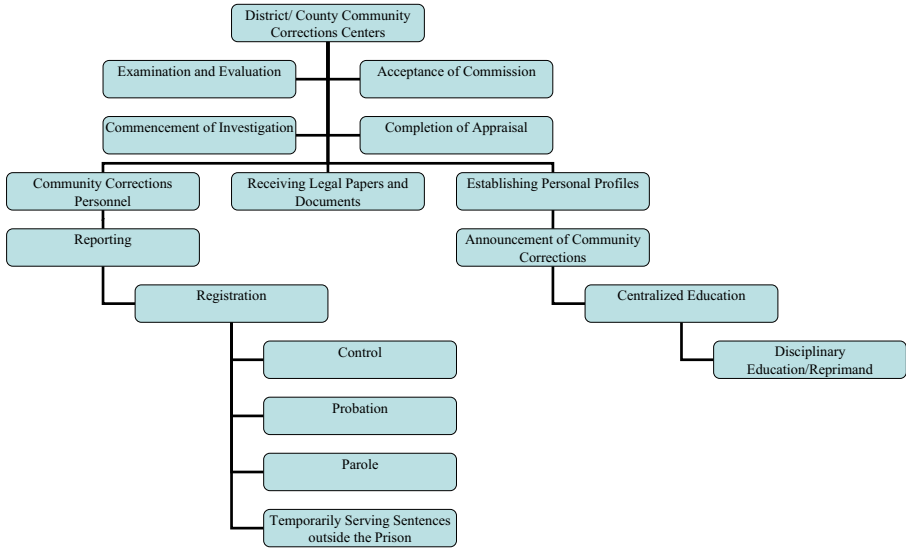 District/ County Community
Corrections Centers
Examination and Evaluation
Acceptance of Commission
Commencement of Investigation
Completion of Appraisal
Community Corrections
Personnel
Receiving Legal Papers and
Documents
Establishing Personal Profiles
Reporting
Announcement of Community
Corrections
Registration
Centralized Education
Control
Disciplinary
Education/Reprimand
Probation
Parole
Temporarily Serving Sentences
outside the Prison